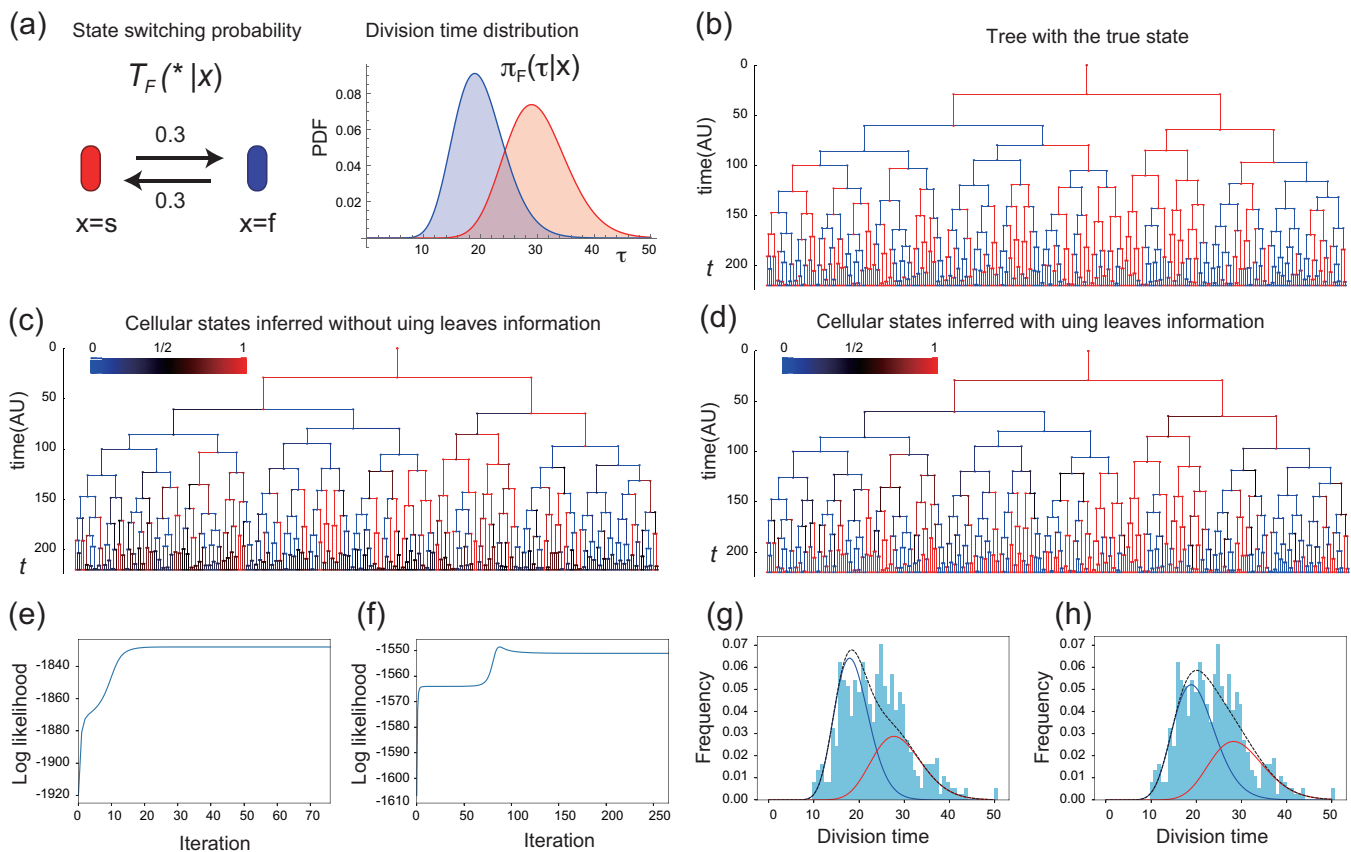 (a)
State switching probability
T_F (* |x)
0.3
0.3
x=s
x=f
Division time distribution
π_F(τ|x)
PDF
0.08
0.06
0.04
0.02
10
20
30
40
50
τ
(b)
Tree with the true state
time(AU)
0
50
100
150
200
t
(c)
Cellular states inferred without uing leaves information
0
1/2
1
time(AU)
0
50
100
150
200
t
(d)
Cellular states inferred with uing leaves information
0
1/2
1
time(AU)
0
50
100
150
200
t
(e)
Log likelihood
-1840
-1860
-1880
-1900
-1920
0
10
20
30
40
50
60
70
Iteration
(f)
Log likelihood
-1550
-1560
-1570
-1580
-1590
-1600
-1610
0
50
100
150
200
250
Iteration
(g)
Frequency
0.07
0.06
0.05
0.04
0.03
0.02
0.01
0.00
0
10
20
30
40
50
Division time
(h)
Frequency
0.07
0.06
0.05
0.04
0.03
0.02
0.01
0.00
0
10
20
30
40
50
Division time